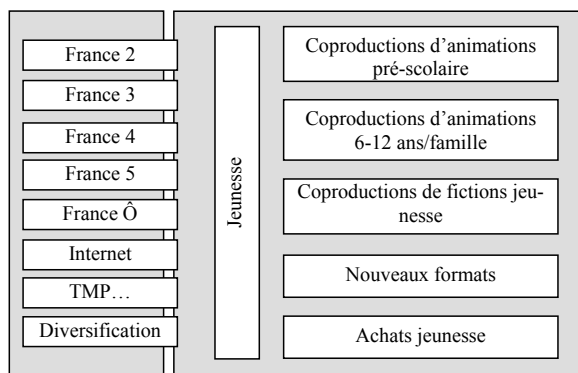 France 2
France 3
France 4
France 5
France Ô
Internet
TMP…
Diversification
Jeunesse
Coproductions d’animations
pré-scolaire
Coproductions d’animations
6-12 ans/famille
Coproductions de fictions jeu-
nesse
Nouveaux formats
Achats jeunesse